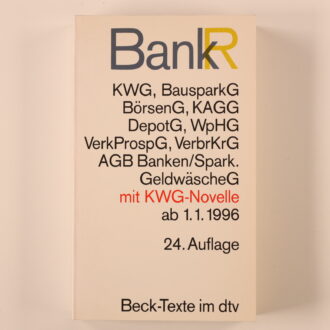 BankR
KWG, BausparkG
BörsenG, KAGG
DepotG, WpHG
VerkProspG, VerbrKrG
AGB Banken/Spark.
GeldwäscheG
mit KWG-Novelle
ab 1.1.1996
24. Auflage
Beck-Texte im dtv